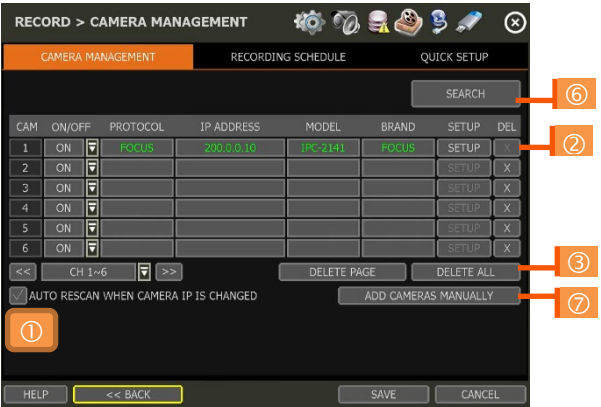 RECORD > CAMERA MANAGEMENT
CAMERA MANAGEMENT RECORDING SCHEDULE QUICK SETUP
SEARCH ⑥
CAM ON/OFF PROTOCOL IP ADDRESS MODEL BRAND SETUP DEL
1 ON FOCUS 200.0.0.10 IPC-2141 FOCUS SETUP X ②
2 ON SETUP X
3 ON SETUP X
4 ON SETUP X
5 ON SETUP X
6 ON SETUP X
<< CH 1~6 >> DELETE PAGE DELETE ALL ③
AUTO RESCAN WHEN CAMERA IP IS CHANGED ADD CAMERAS MANUALLY ⑦
①
HELP << BACK SAVE CANCEL